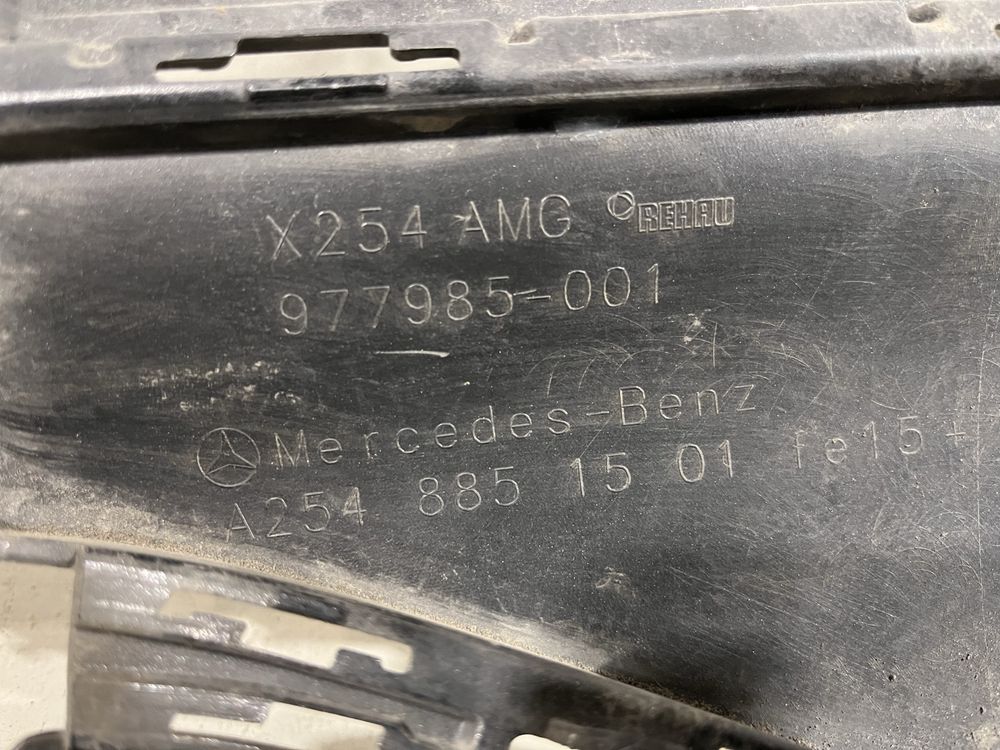 X254 AMG REHAU
977985-001
Mercedes-Benz
A254 885 15 01 fe15+